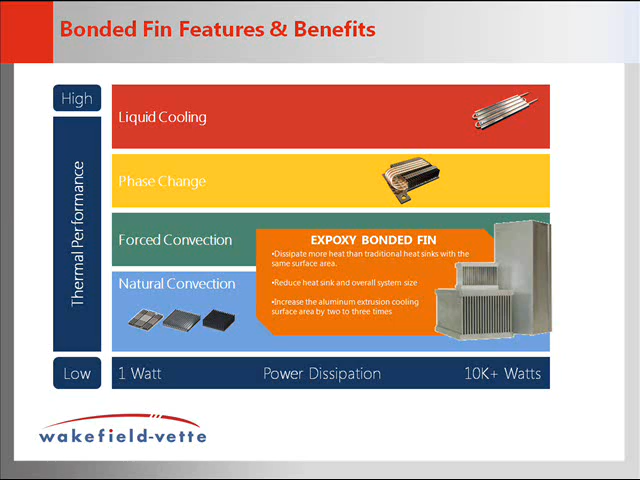 Bonded Fin Features & Benefits
High
Liquid Cooling
Phase Change
Thermal Performance
Forced Convection
EXPOXY BONDED FIN
•Dissipate more heat than traditional heat sinks with the
same surface area.
•Reduce heat sink and overall system size
•Increase the aluminum extrusion cooling
surface area by two to three times
Natural Convection
Low
1 Watt
Power Dissipation
10K+ Watts
wakefield-vette